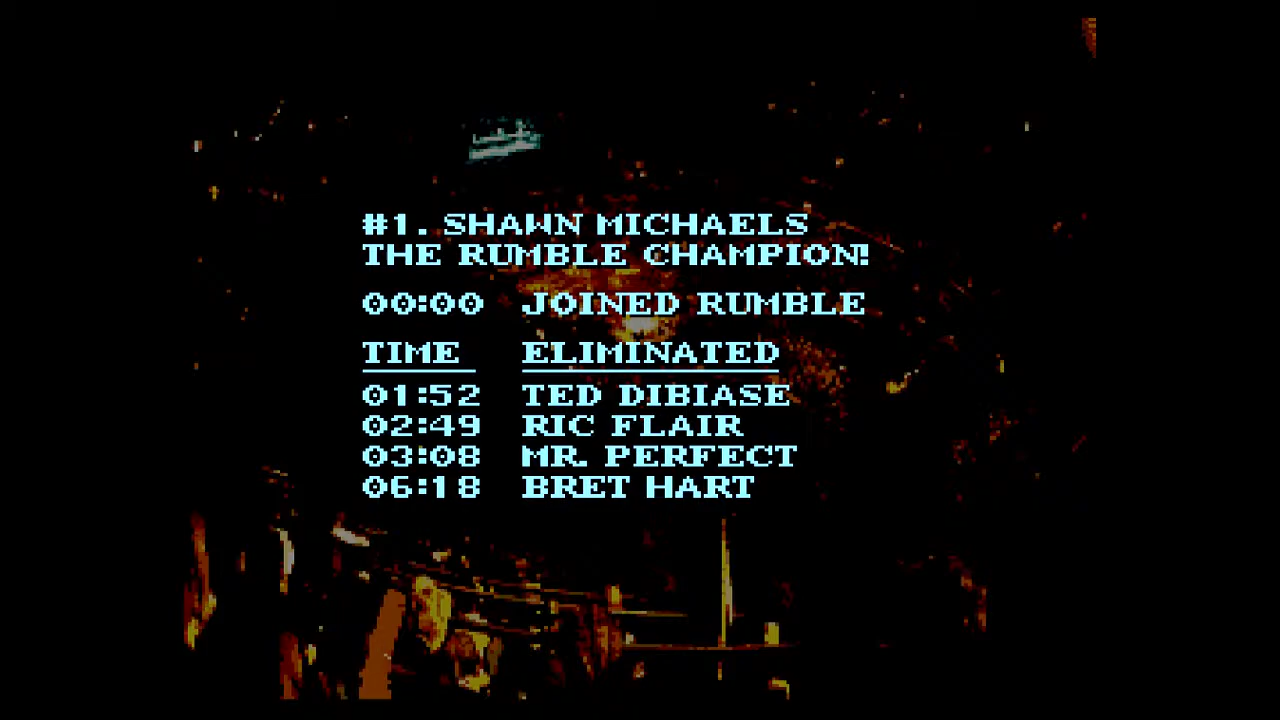 #1. SHAWN MICHAELS
THE RUMBLE CHAMPION!
00:00 JOINED RUMBLE
TIME ELIMINATED
01:52 TED DIBIASE
02:49 RIC FLAIR
03:08 MR. PERFECT
06:18 BRET HART